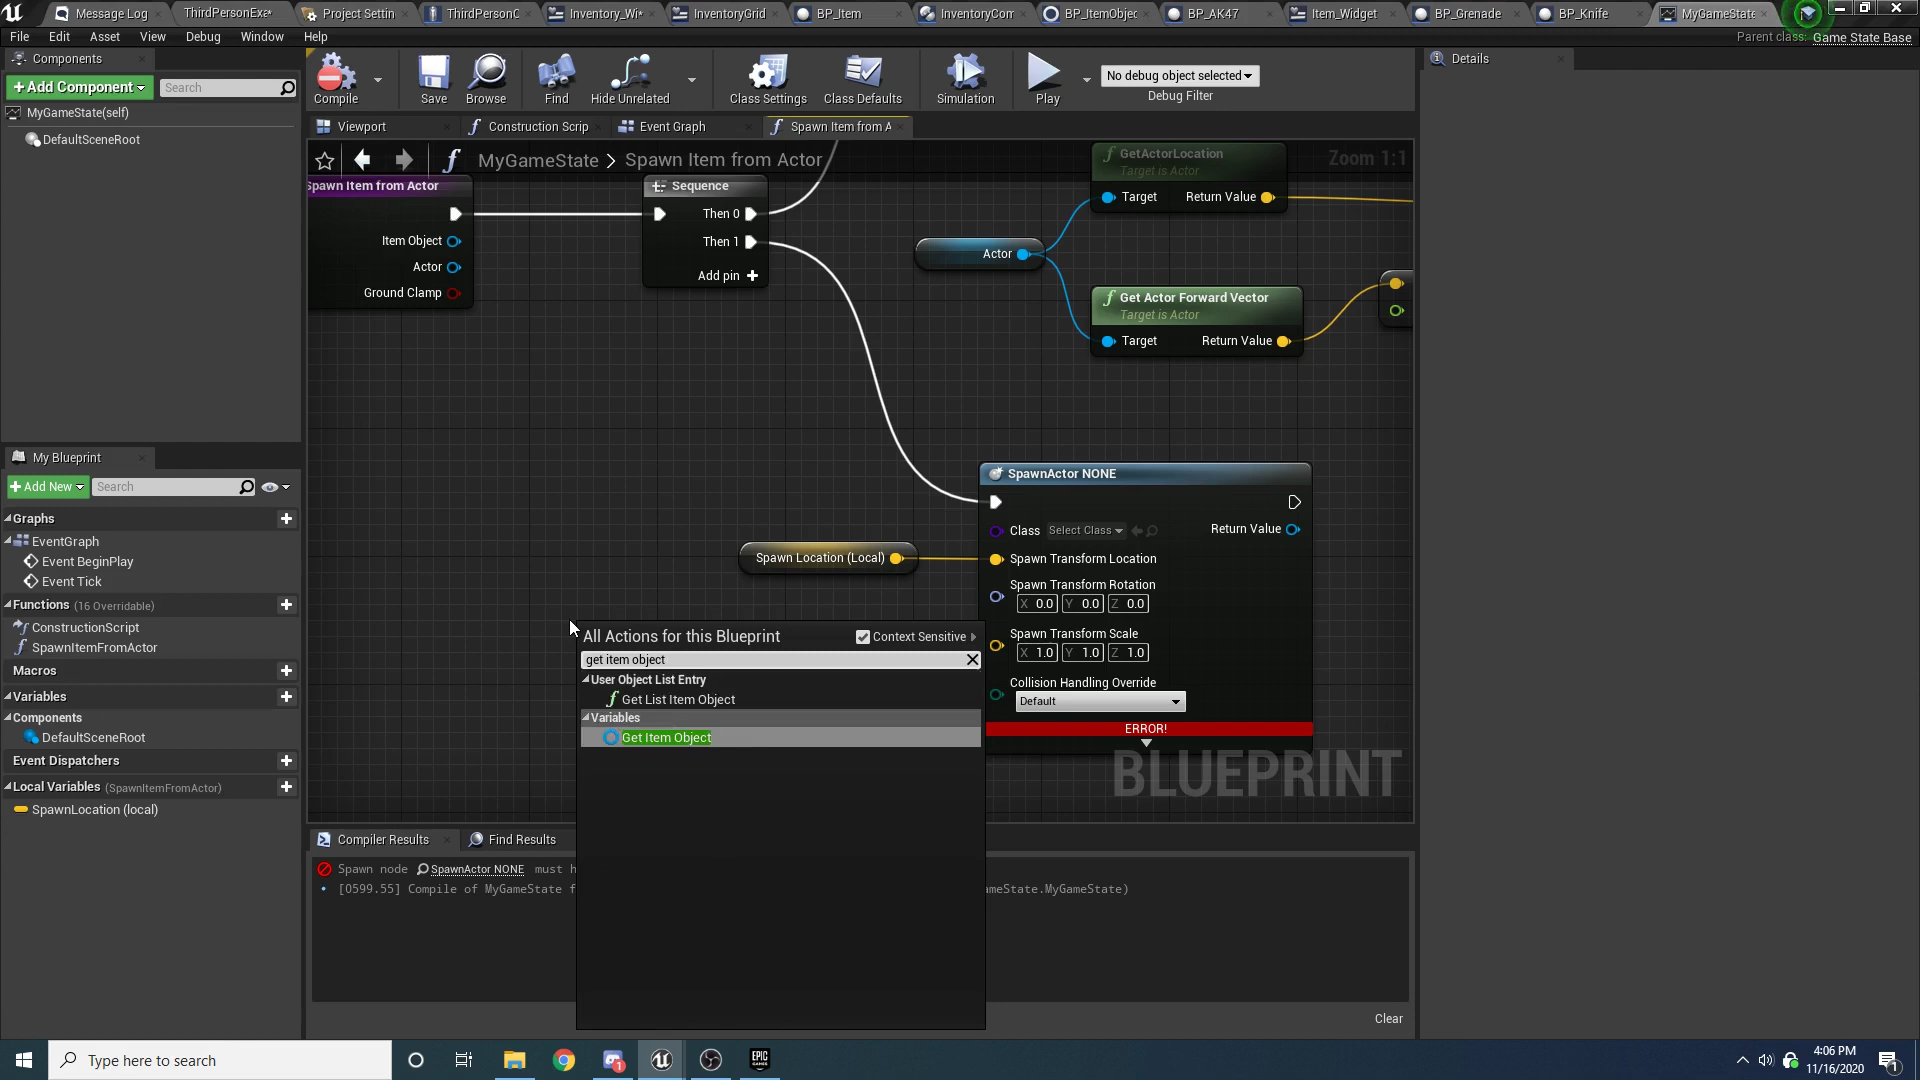 Message Log
ThirdPersonExa*
Project Settin
ThirdPersonC
Inventory_Wi*
InventoryGrid
BP_Item
InventoryCom
BP_ItemObjec
BP_AK47
Item_Widget
BP_Grenade
BP_Knife
MyGameState
File Edit Asset View Debug Window Help
Parent class: Game State Base
Components
+Add Component
Search
MyGameState(self)
DefaultSceneRoot
Compile
Save
Browse
Find
Hide Unrelated
Class Settings
Class Defaults
Simulation
Play
No debug object selected
Debug Filter
Details
Viewport
Construction Scrip
Event Graph
Spawn Item from A
MyGameState > Spawn Item from Actor
Zoom 1:1
Spawn Item from Actor
Item Object
Actor
Ground Clamp
Sequence
Then 0
Then 1
Add pin +
GetActorLocation
Target is Actor
Target Return Value
Actor
Get Actor Forward Vector
Target is Actor
Target Return Value
My Blueprint
+Add New
Search
Graphs
EventGraph
Event BeginPlay
Event Tick
Functions (16 Overridable)
ConstructionScript
SpawnItemFromActor
Macros
Variables
Components
DefaultSceneRoot
Event Dispatchers
Local Variables (SpawnItemFromActor)
SpawnLocation (local)
SpawnActor NONE
Class Select Class
Return Value
Spawn Location (Local)
Spawn Transform Location
Spawn Transform Rotation
X 0.0 Y 0.0 Z 0.0
Spawn Transform Scale
X 1.0 Y 1.0 Z 1.0
Collision Handling Override
Default
ERROR!
BLUEPRINT
All Actions for this Blueprint
Context Sensitive
get item object
User Object List Entry
Get List Item Object
Variables
Get Item Object
Compiler Results
Find Results
Spawn node SpawnActor NONE must h
[0599.55] Compile of MyGameState f
ameState.MyGameState)
Clear
Type here to search
EPIC
GAMES
4:06 PM
11/16/2020